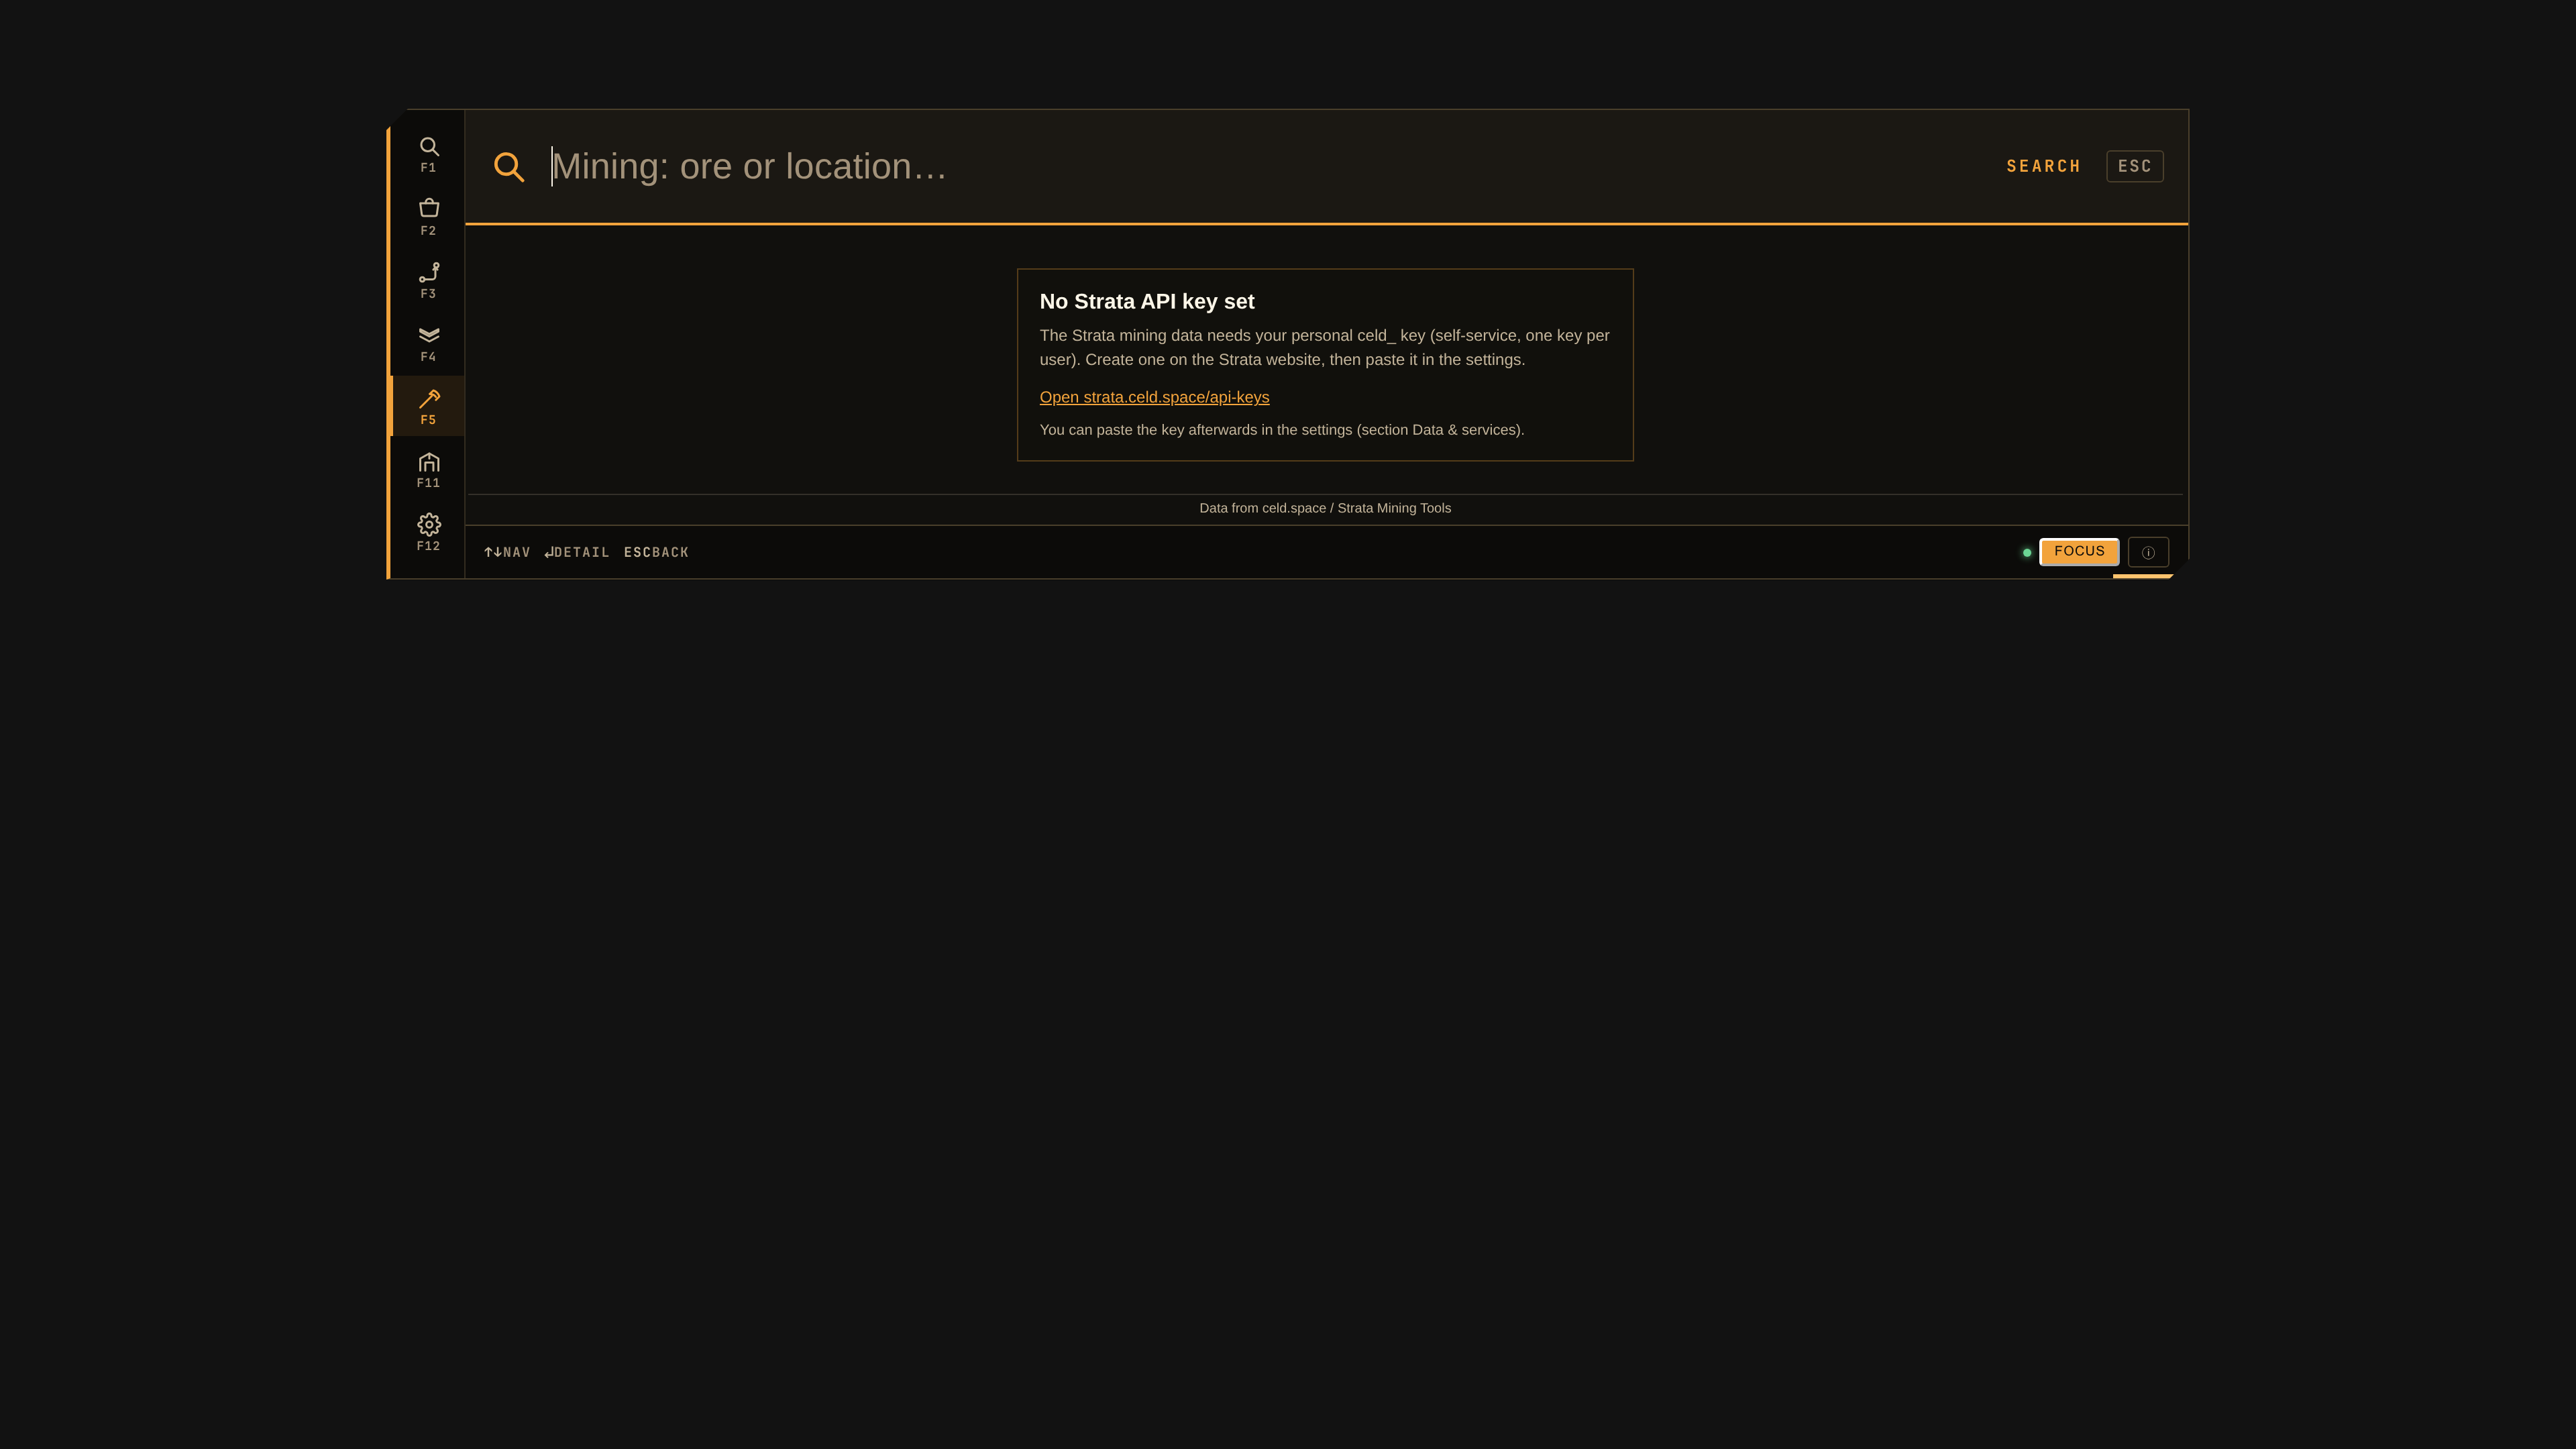 F1
F2
F3
F4
F5
F11
F12
Mining: ore or location…
SEARCH
ESC
No Strata API key set
The Strata mining data needs your personal celd_ key (self-service, one key per
user). Create one on the Strata website, then paste it in the settings.
Open strata.celd.space/api-keys
You can paste the key afterwards in the settings (section Data & services).
Data from celd.space / Strata Mining Tools
↑↓NAV ↵DETAIL ESCBACK
FOCUS
ⓘ